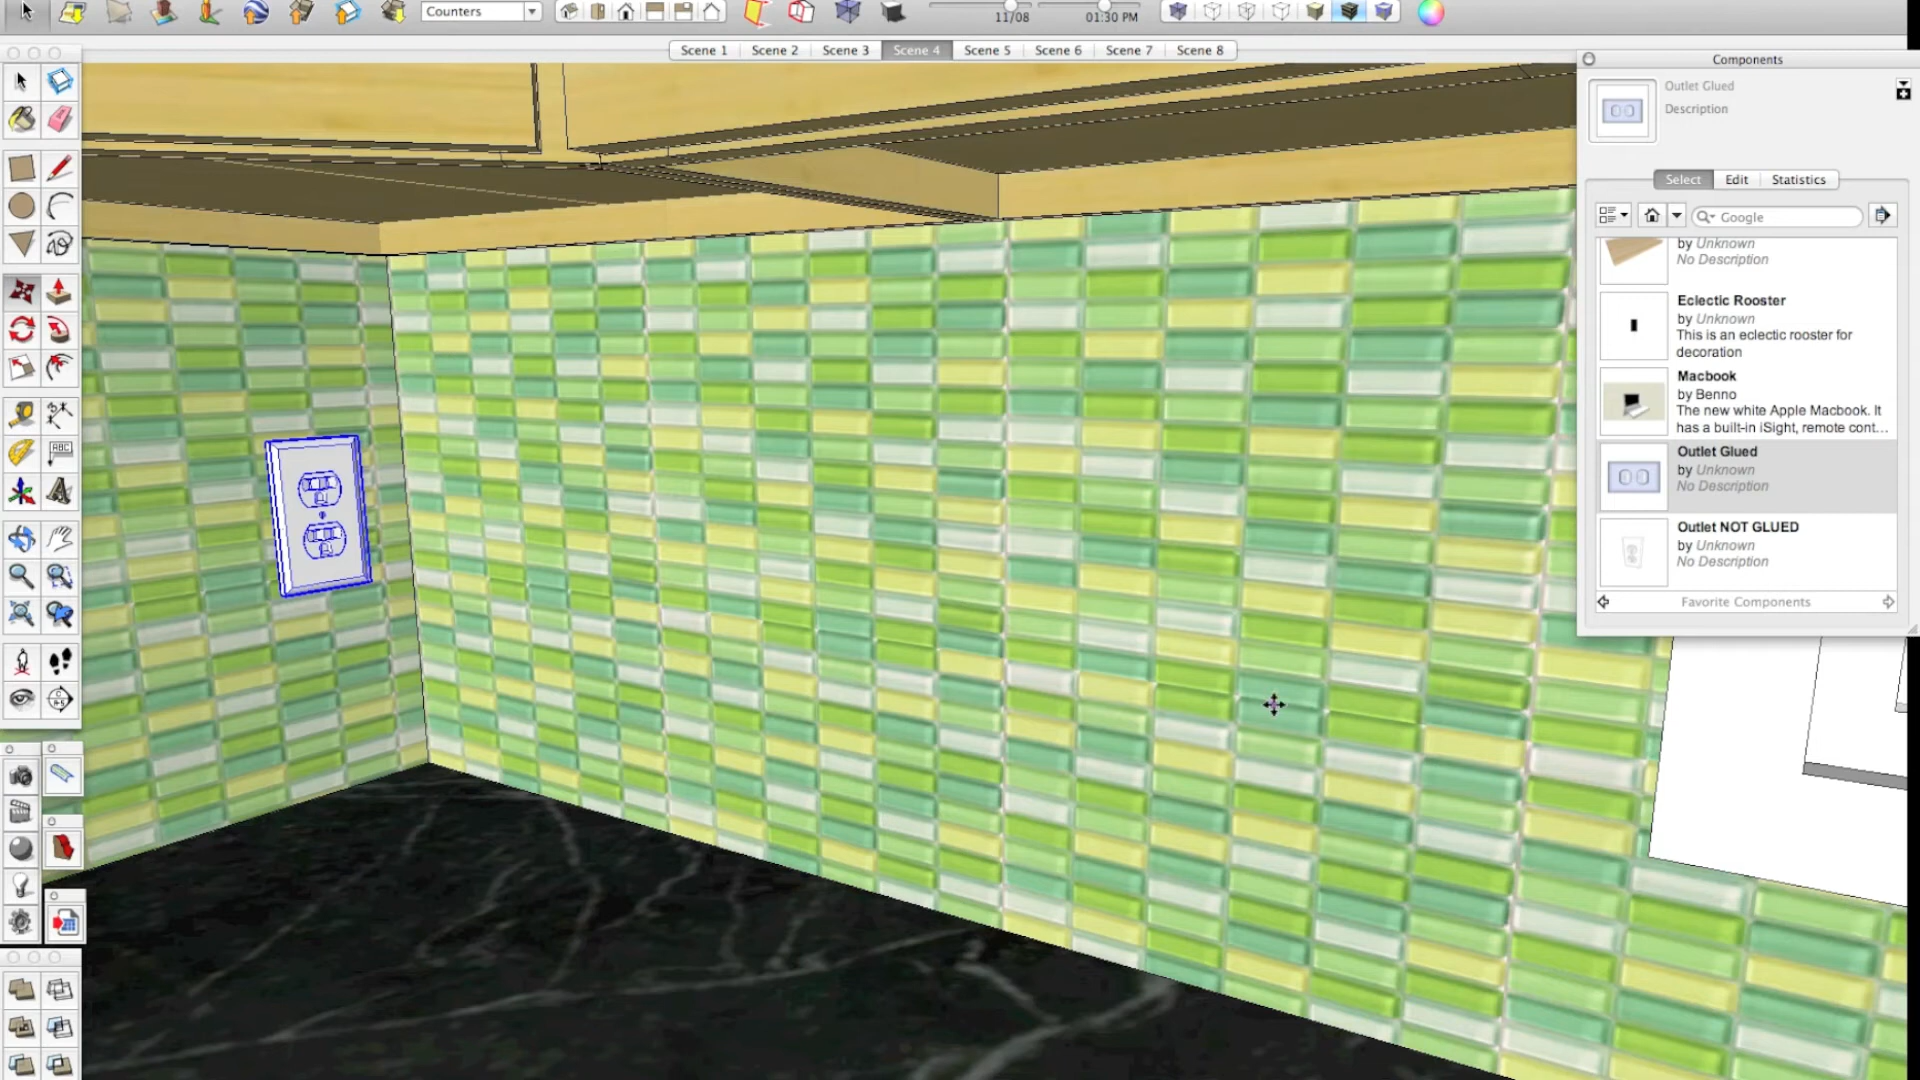 Counters
11/08
01:30 PM
Scene 1
Scene 2
Scene 3
Scene 4
Scene 5
Scene 6
Scene 7
Scene 8
Components
Outlet Glued
Description
Select
Edit
Statistics
Google
by Unknown
No Description
Eclectic Rooster
by Unknown
This is an eclectic rooster for
decoration
Macbook
by Benno
The new white Apple Macbook. It
has a built-in iSight, remote cont...
Outlet Glued
by Unknown
No Description
Outlet NOT GLUED
by Unknown
No Description
Favorite Components
ABC
A